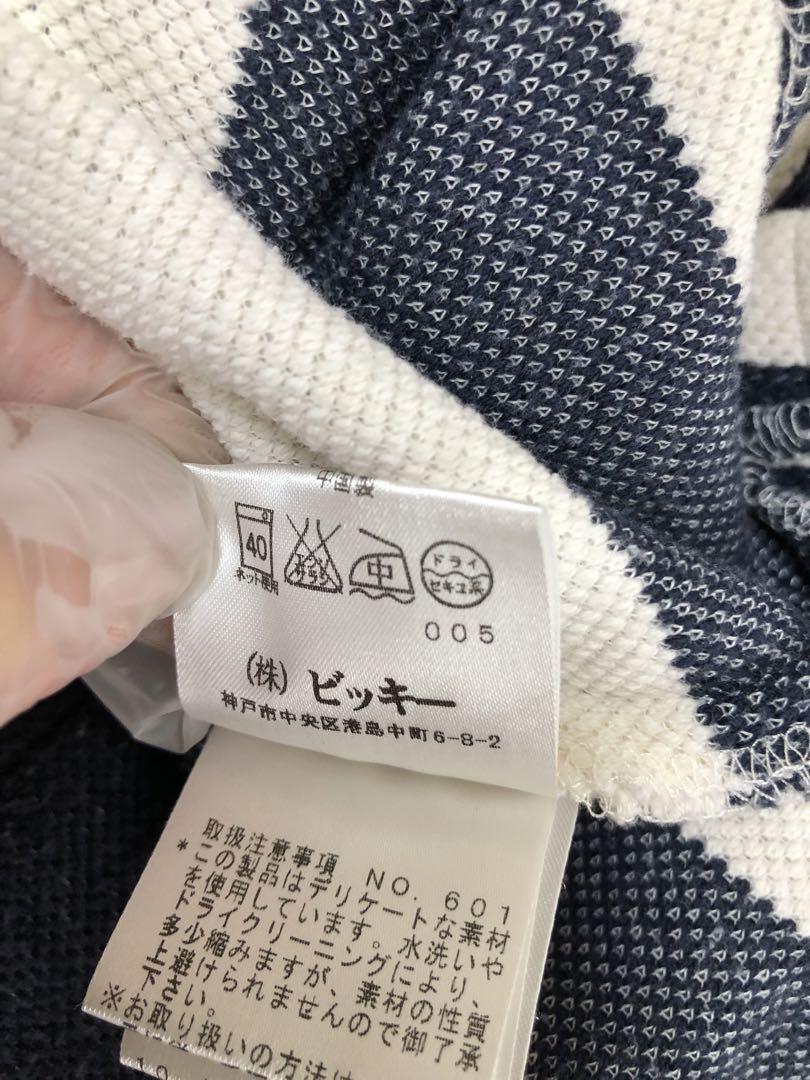 中国製
40
ネット使用
エンソサラシ
中
ドライ
セキユ系
005
(株) ビッキー
神戸市中央区港島中町6-8-2
取扱注意事項 NO. 601
*この製品はデリケートな素材
を使用しています。水洗いや
ドライクリーニングにより、
多少縮みますが、素材の性質
上避けられませんので御了承
下さい。
※お取り扱いの方法は